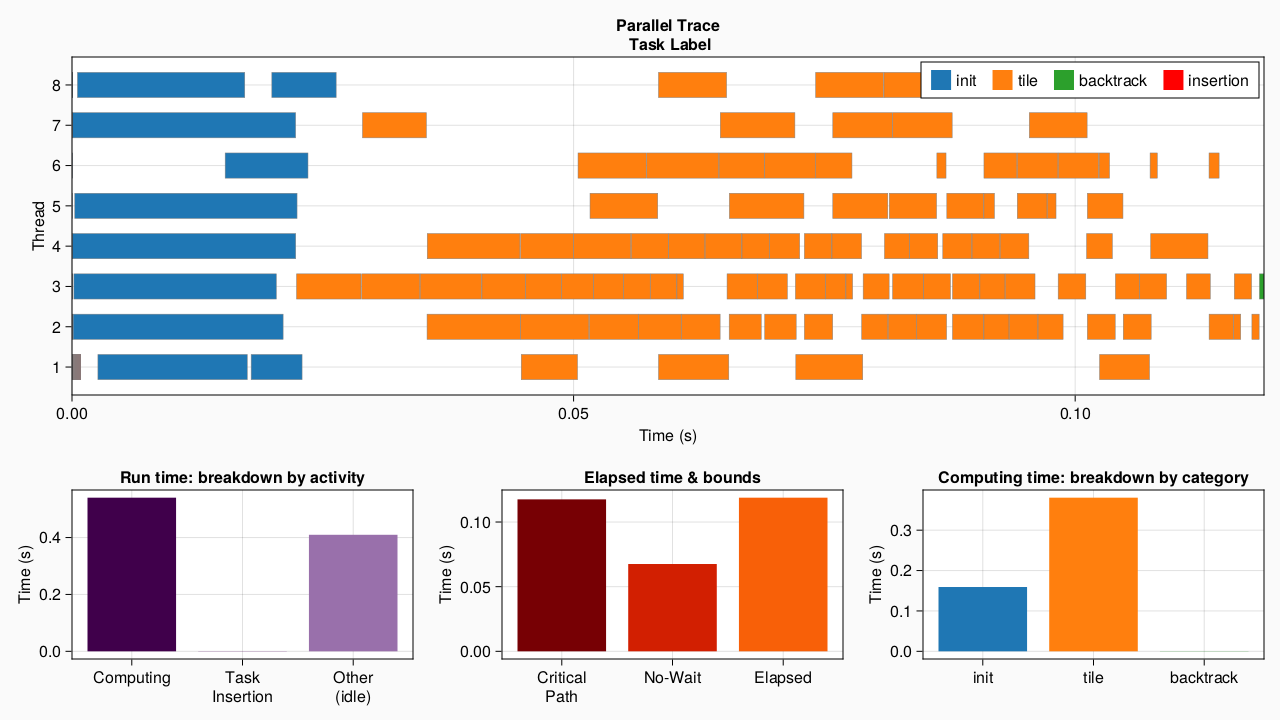 Parallel Trace
Task Label
init tile backtrack insertion
Thread
8
7
6
5
4
3
2
1
0.00 0.05 0.10
Time (s)
Run time: breakdown by activity
Time (s)
0.4
0.2
0.0
Computing Task Insertion Other (idle)
Elapsed time & bounds
Time (s)
0.10
0.05
0.00
Critical Path No-Wait Elapsed
Computing time: breakdown by category
Time (s)
0.3
0.2
0.1
0.0
init tile backtrack